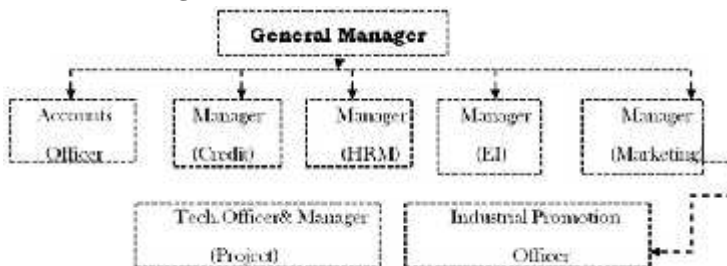 General Manager
Accounts Officer
Manager (Credit)
Manager (HRM)
Manager (EI)
Manager (Marketing)
Tech. Officer& Manager (Project)
Industrial Promotion Officer